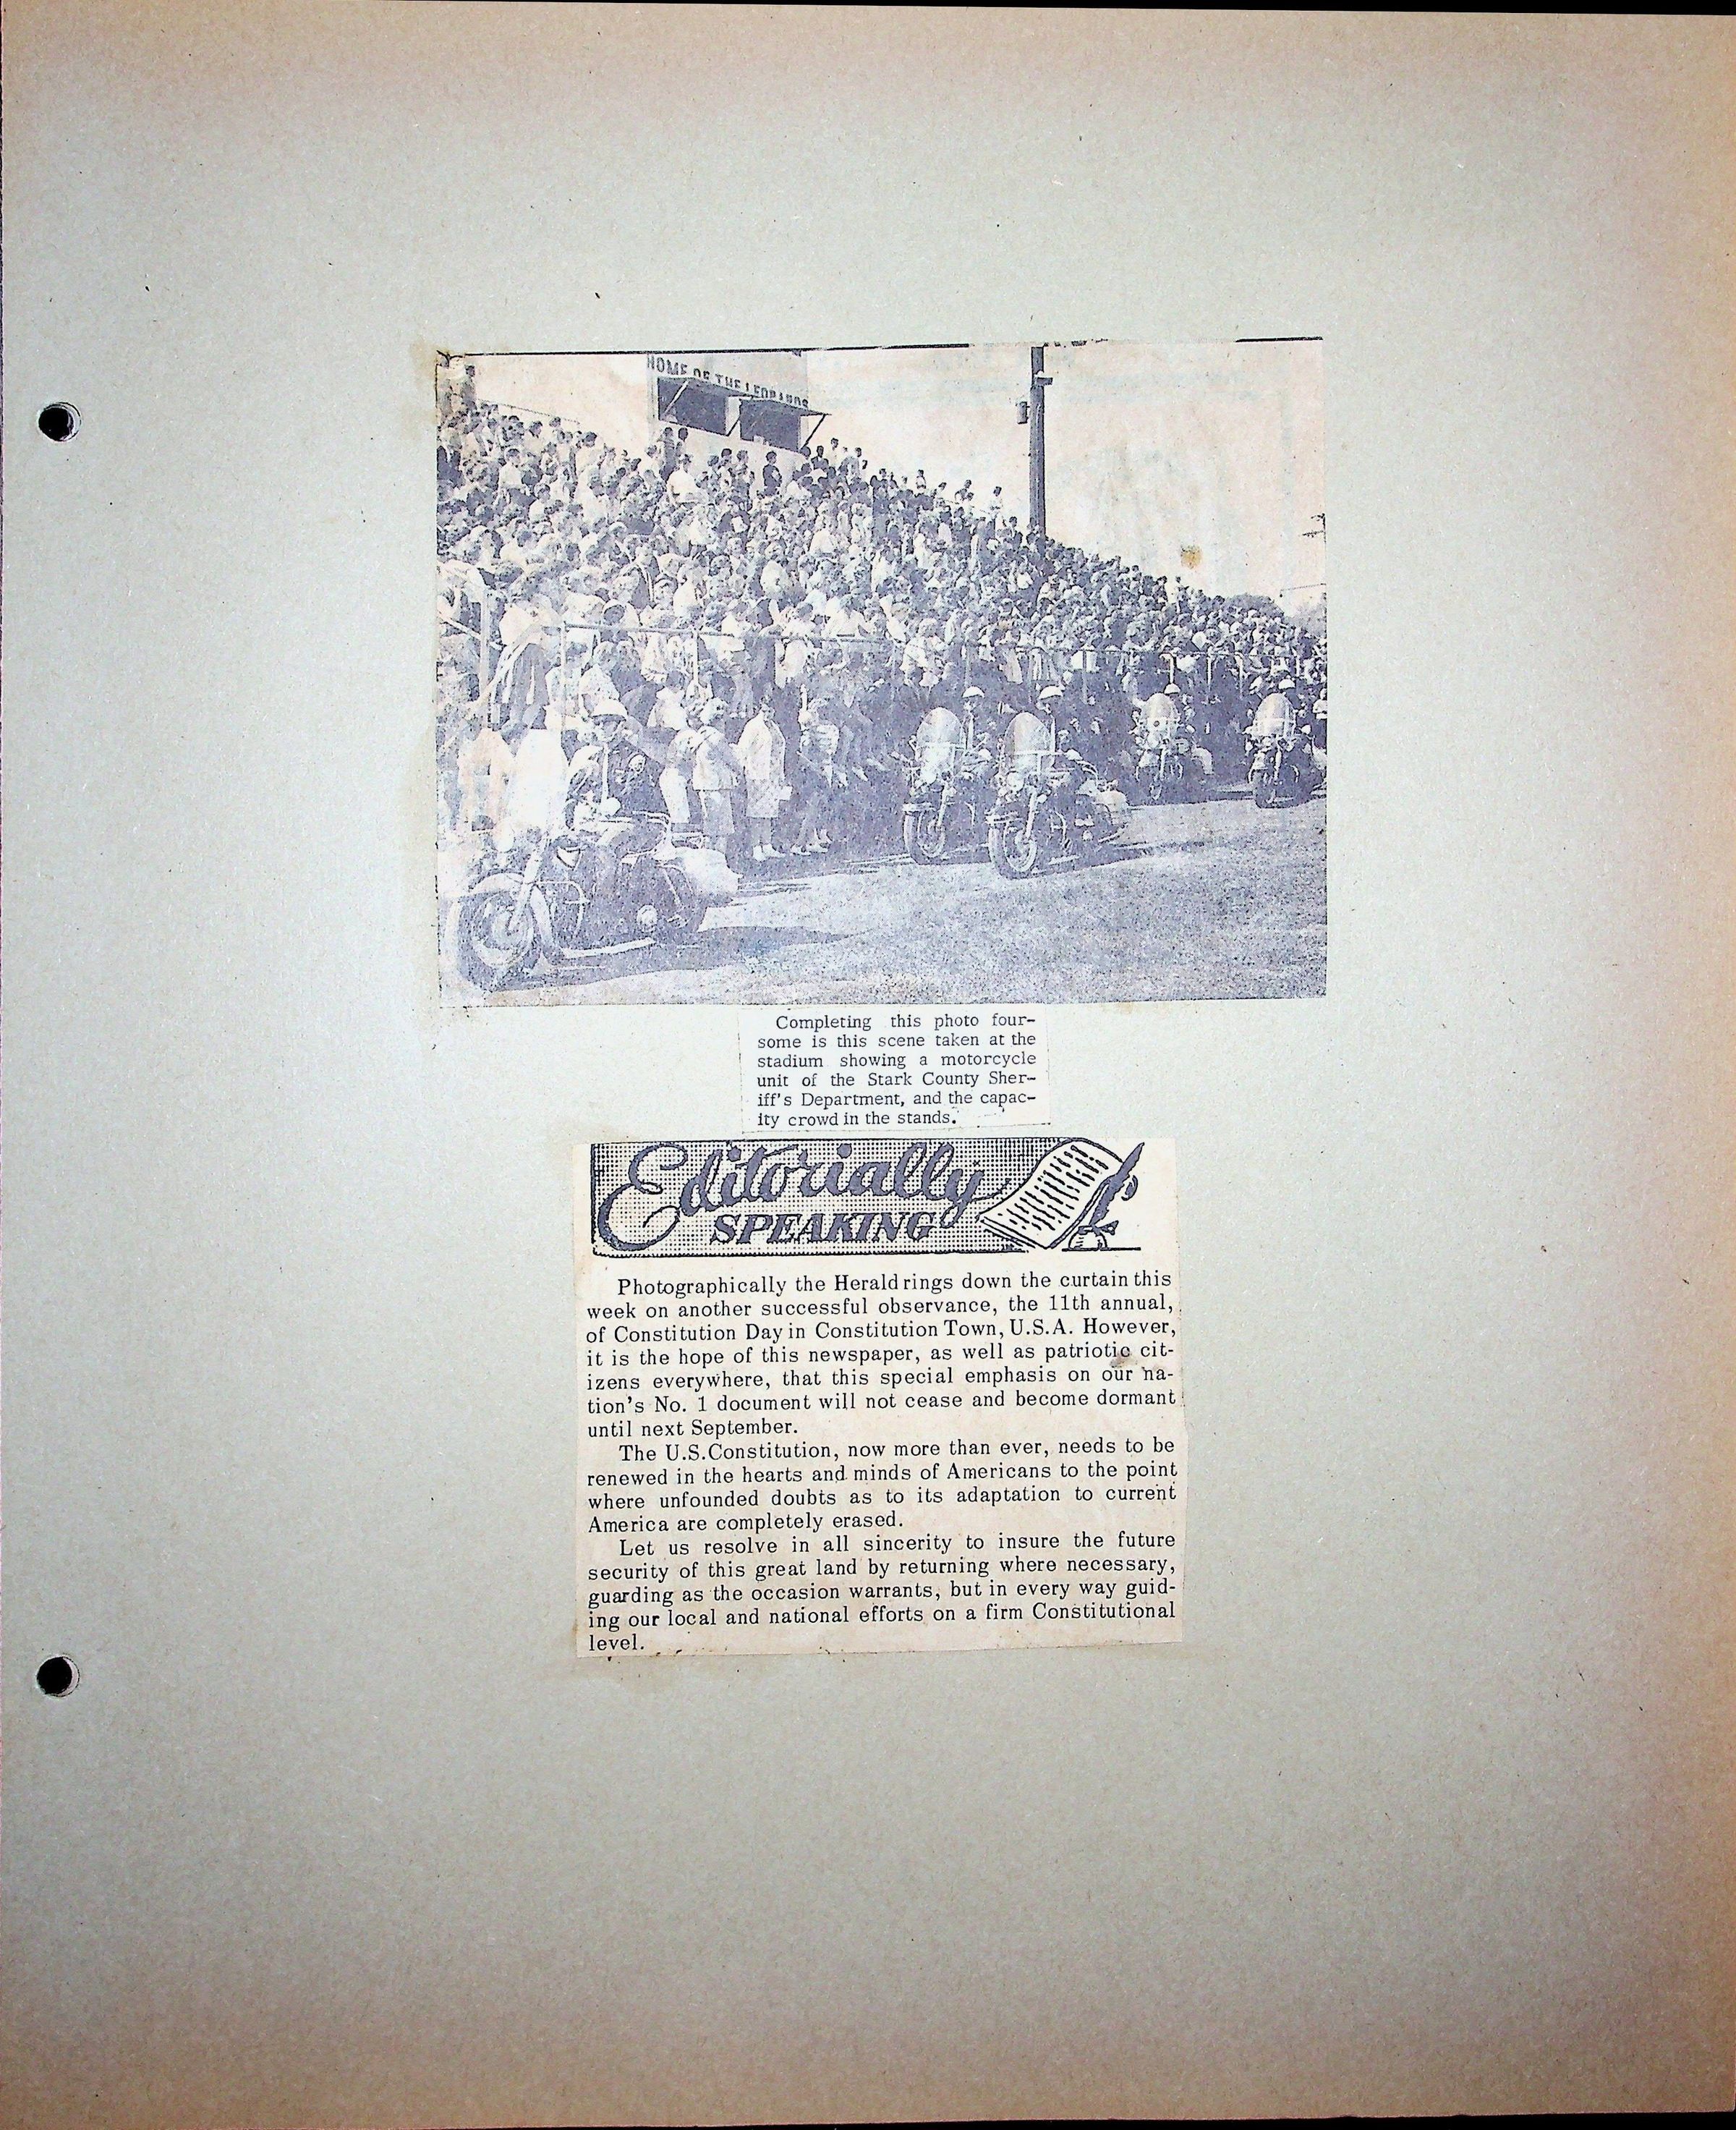 HOME OF THE LEOPARDS
Completing this photo four-
some is this scene taken at the
stadium showing a motorcycle
unit of the Stark County Sher-
iff's Department, and the capac-
ity crowd in the stands.
Editorially
SPEAKING
Photographically the Herald rings down the curtain this
week on another successful observance, the 11th annual,
of Constitution Day in Constitution Town, U.S.A. However,
it is the hope of this newspaper, as well as patriotic cit-
izens everywhere, that this special emphasis on our na-
tion's No. 1 document will not cease and become dormant
until next September.
The U.S.Constitution, now more than ever, needs to be
renewed in the hearts and minds of Americans to the point
where unfounded doubts as to its adaptation to current
America are completely erased.
Let us resolve in all sincerity to insure the future
security of this great land by returning where necessary,
guarding as the occasion warrants, but in every way guid-
ing our local and national efforts on a firm Constitutional
level.